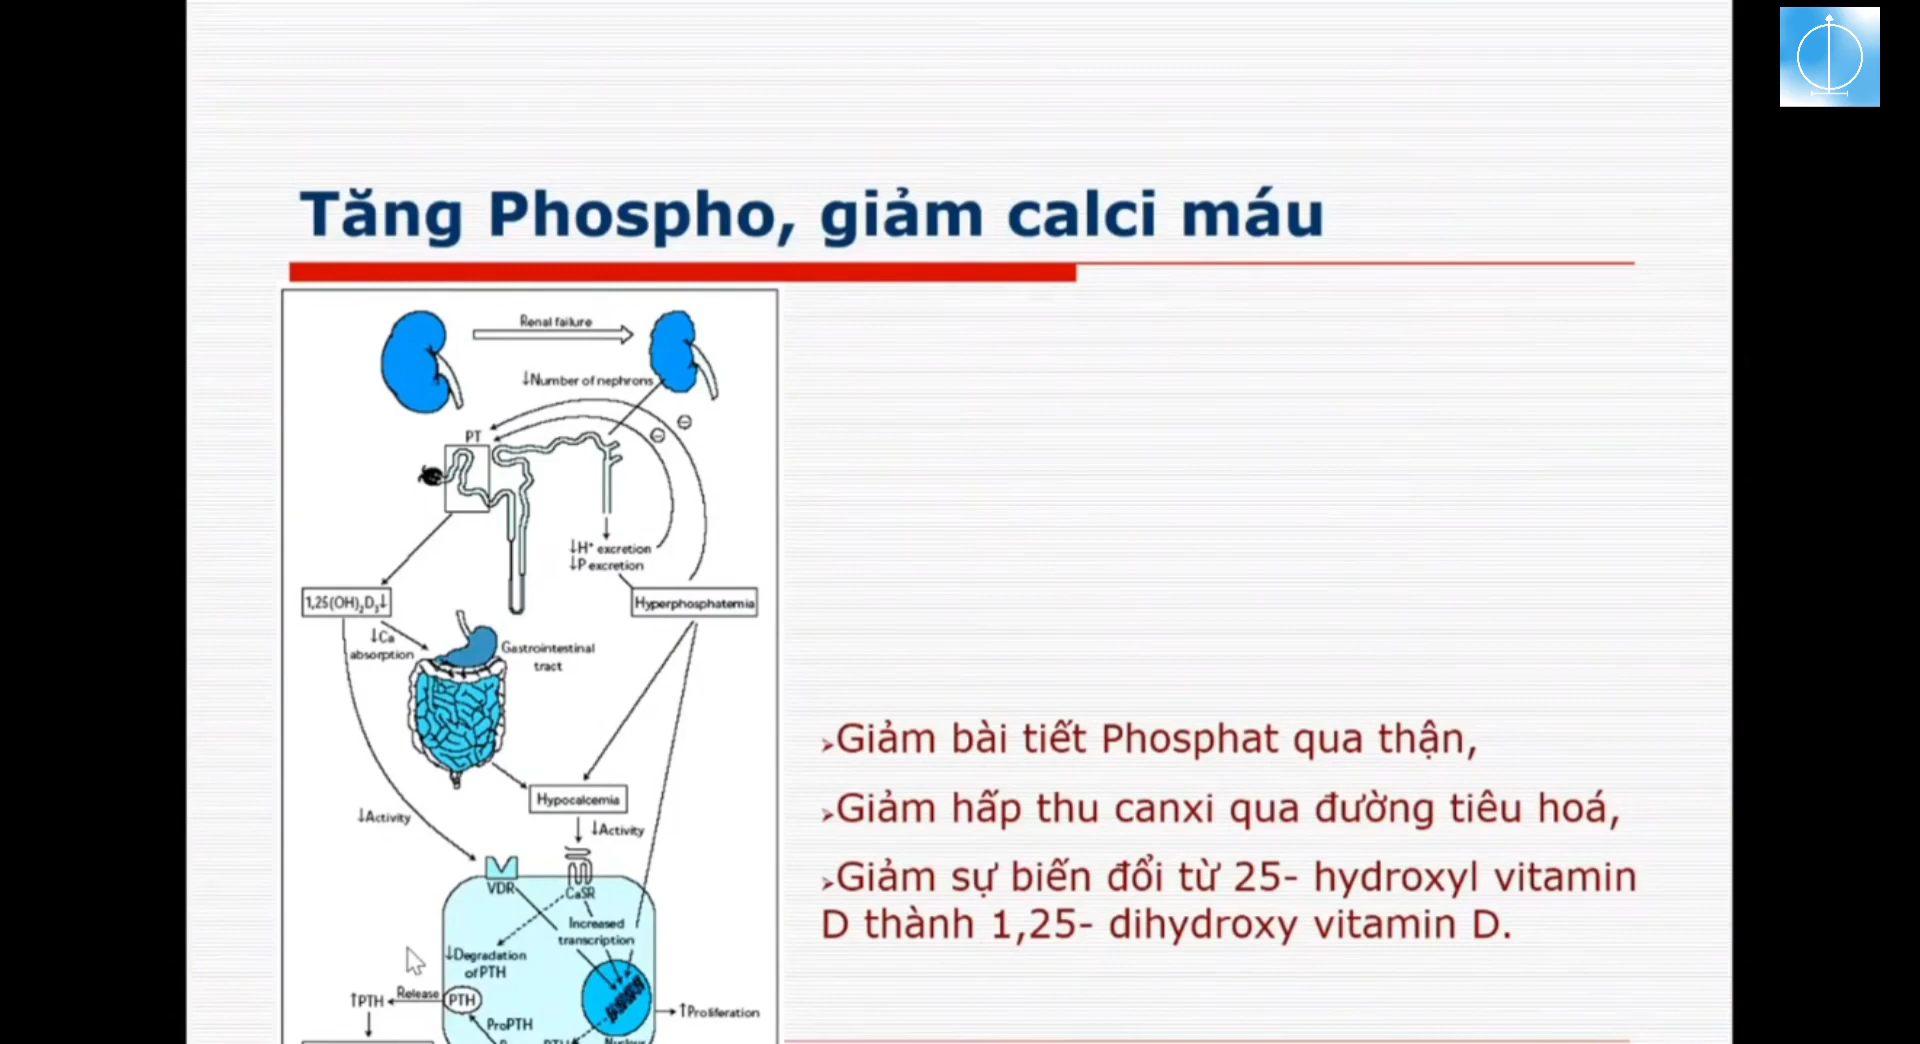 Tăng Phospho, giảm calci máu
Renal failure
↓Number of nephrons
PT
↓H⁺ excretion
↓P excretion
1,25(OH)₂D₃↓
Hyperphosphatemia
↓Ca
absorption
Gastrointestinal
tract
Hypocalcemia
↓Activity
↓Activity
VDR
CaSR
Increased
transcription
↓Degradation
of PTH
↑PTH
Release
PTH
↑Proliferation
ProPTH
Nucleus
➢Giảm bài tiết Phosphat qua thận,
➢Giảm hấp thu canxi qua đường tiêu hoá,
➢Giảm sự biến đổi từ 25- hydroxyl vitamin
D thành 1,25- dihydroxy vitamin D.